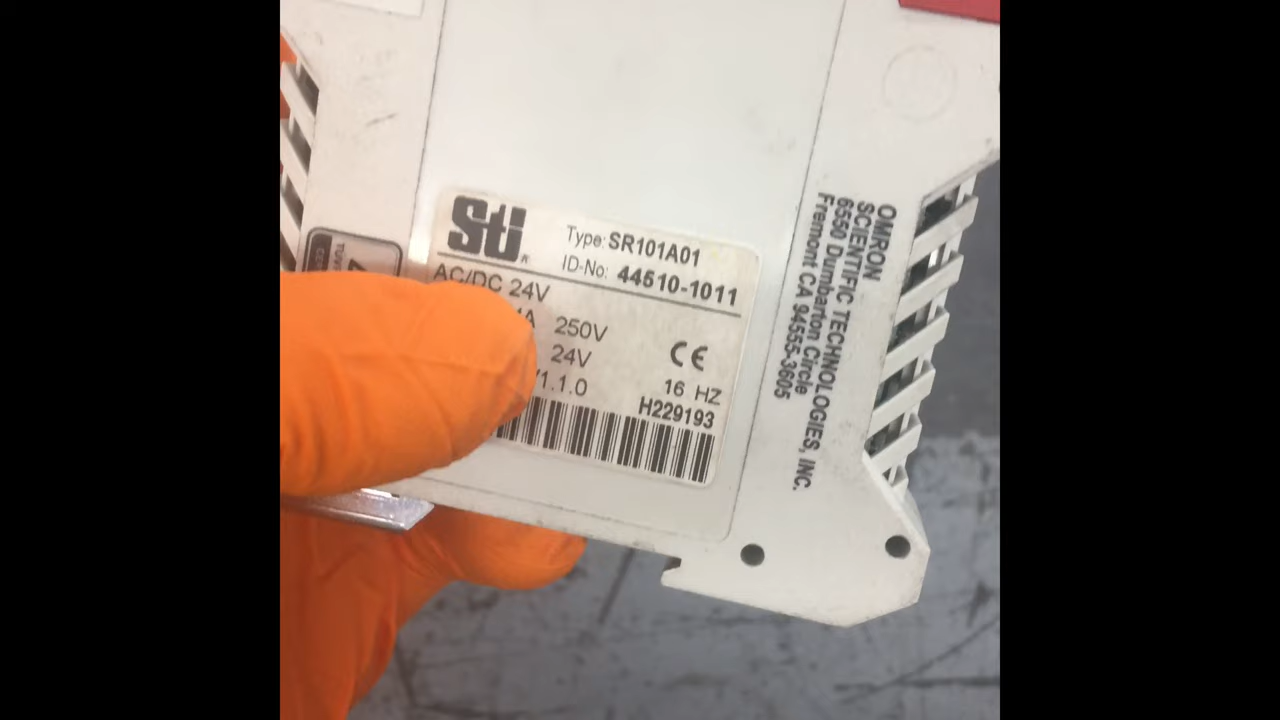 Sti
Type: SR101A01
ID-No: 44510-1011
AC/DC 24V
250V
24V
1.1.0
16 HZ
CE
H229193
OMRON
SCIENTIFIC TECHNOLOGIES, INC.
6550 Dumbarton Circle
Fremont CA 94555-3605